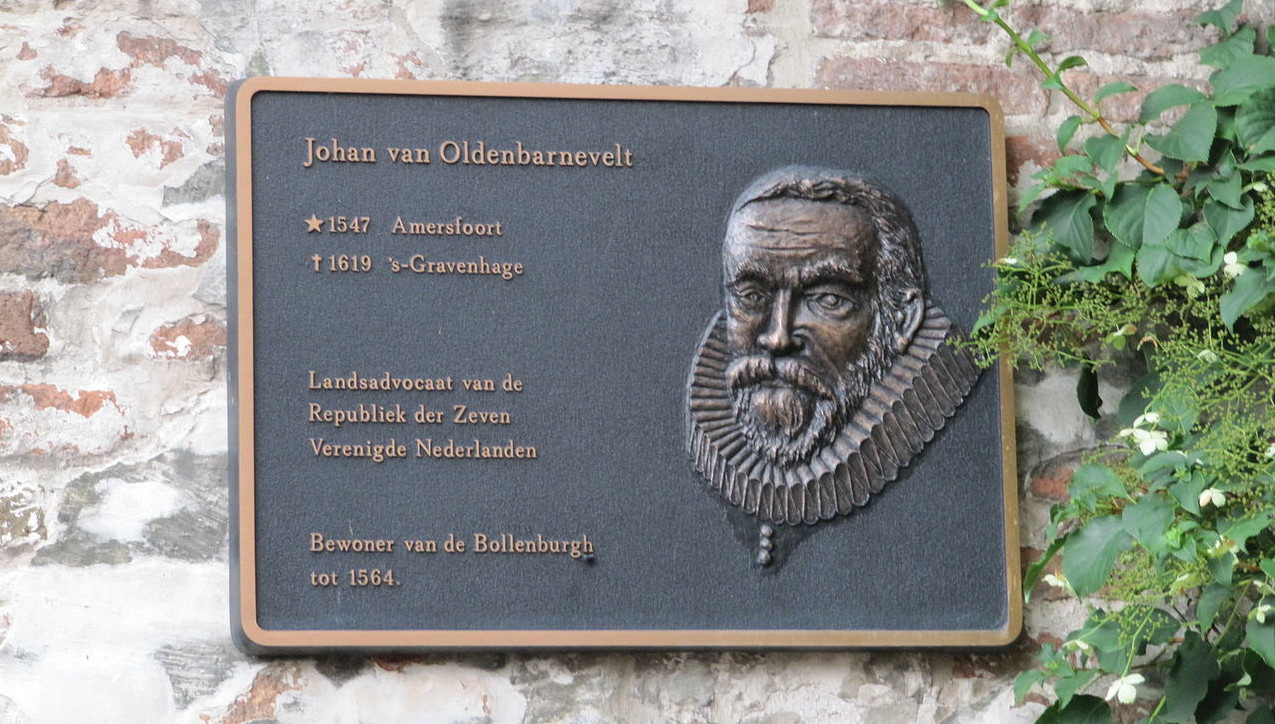 Johan van Oldenbarnevelt
★1547 Amersfoort
†1619 's-Gravenhage
Landsadvocaat van de
Republiek der Zeven
Verenigde Nederlanden
Bewoner van de Bollenburgh
tot 1564.